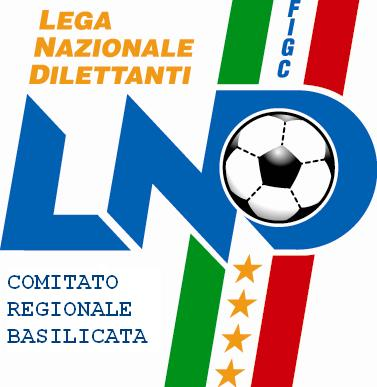 LEGA
NAZIONALE
DILETTANTI
FIGC
LND
COMITATO
REGIONALE
BASILICATA